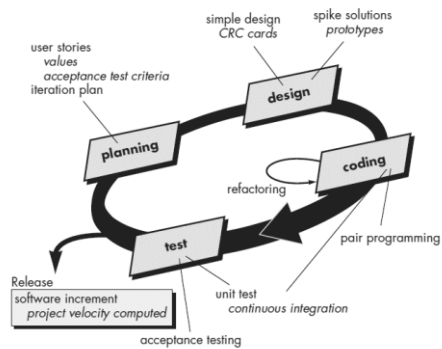 simple design
CRC cards
spike solutions
prototypes
user stories
values
acceptance test criteria
iteration plan
design
planning
coding
refactoring
test
pair programming
Release
software increment
project velocity computed
unit test
continuous integration
acceptance testing